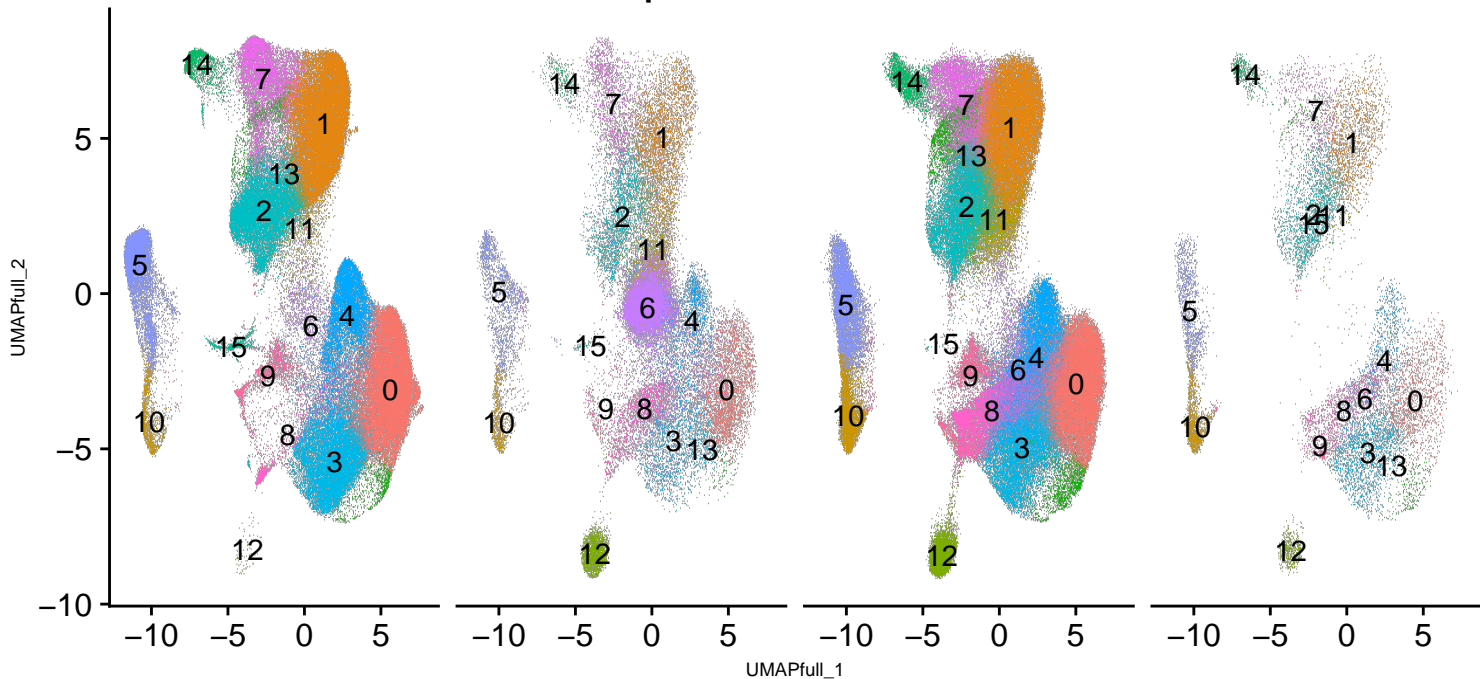 14 7 1 13 2 11 5 4 6 15 9 0 10 8 3 12
14 7 1 2 11 5 6 4 15 0 9 8 10 3 13 12
14 7 1 13 2 11 5 15 4 6 9 0 8 10 3 12
14 7 1 2 11 13 5 4 6 0 8 10 9 3 13 12
UMAPfull_2
5
0
−5
−10
−10 −5 0 5 −10 −5 0 5 −10 −5 0 5 −10 −5 0 5
UMAPfull_1